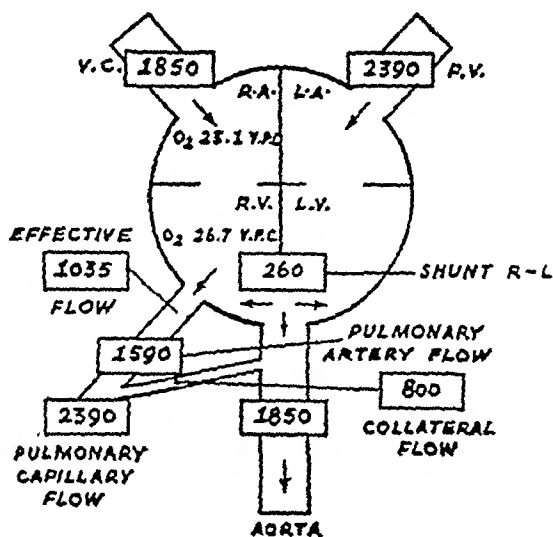 V.C.
1850
2390
P.V.
R.A.
L.A.
O2 23.1 V.P.C.
R.V.
L.V.
O2 26.7 V.P.C.
EFFECTIVE
1035
FLOW
260
SHUNT R-L
1590
PULMONARY
ARTERY FLOW
2390
PULMONARY
CAPILLARY
FLOW
1850
800
COLLATERAL
FLOW
AORTA